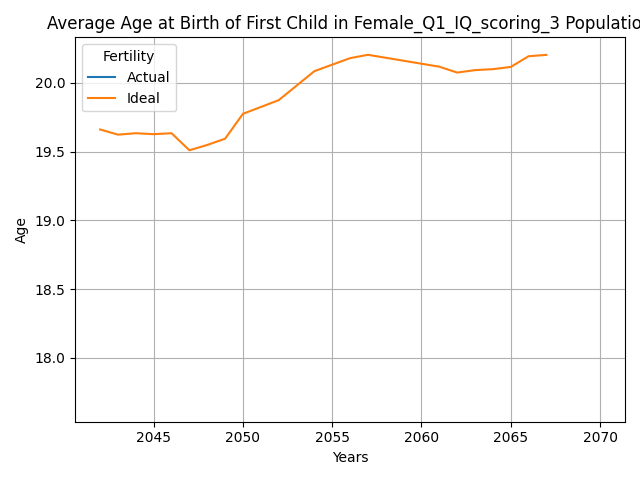 Average Age at Birth of First Child in Female_Q1_IQ_scoring_3 Populatio
Fertility
Actual
Ideal
20.0
19.5
19.0
18.5
18.0
Age
2045 2050 2055 2060 2065 2070
Years